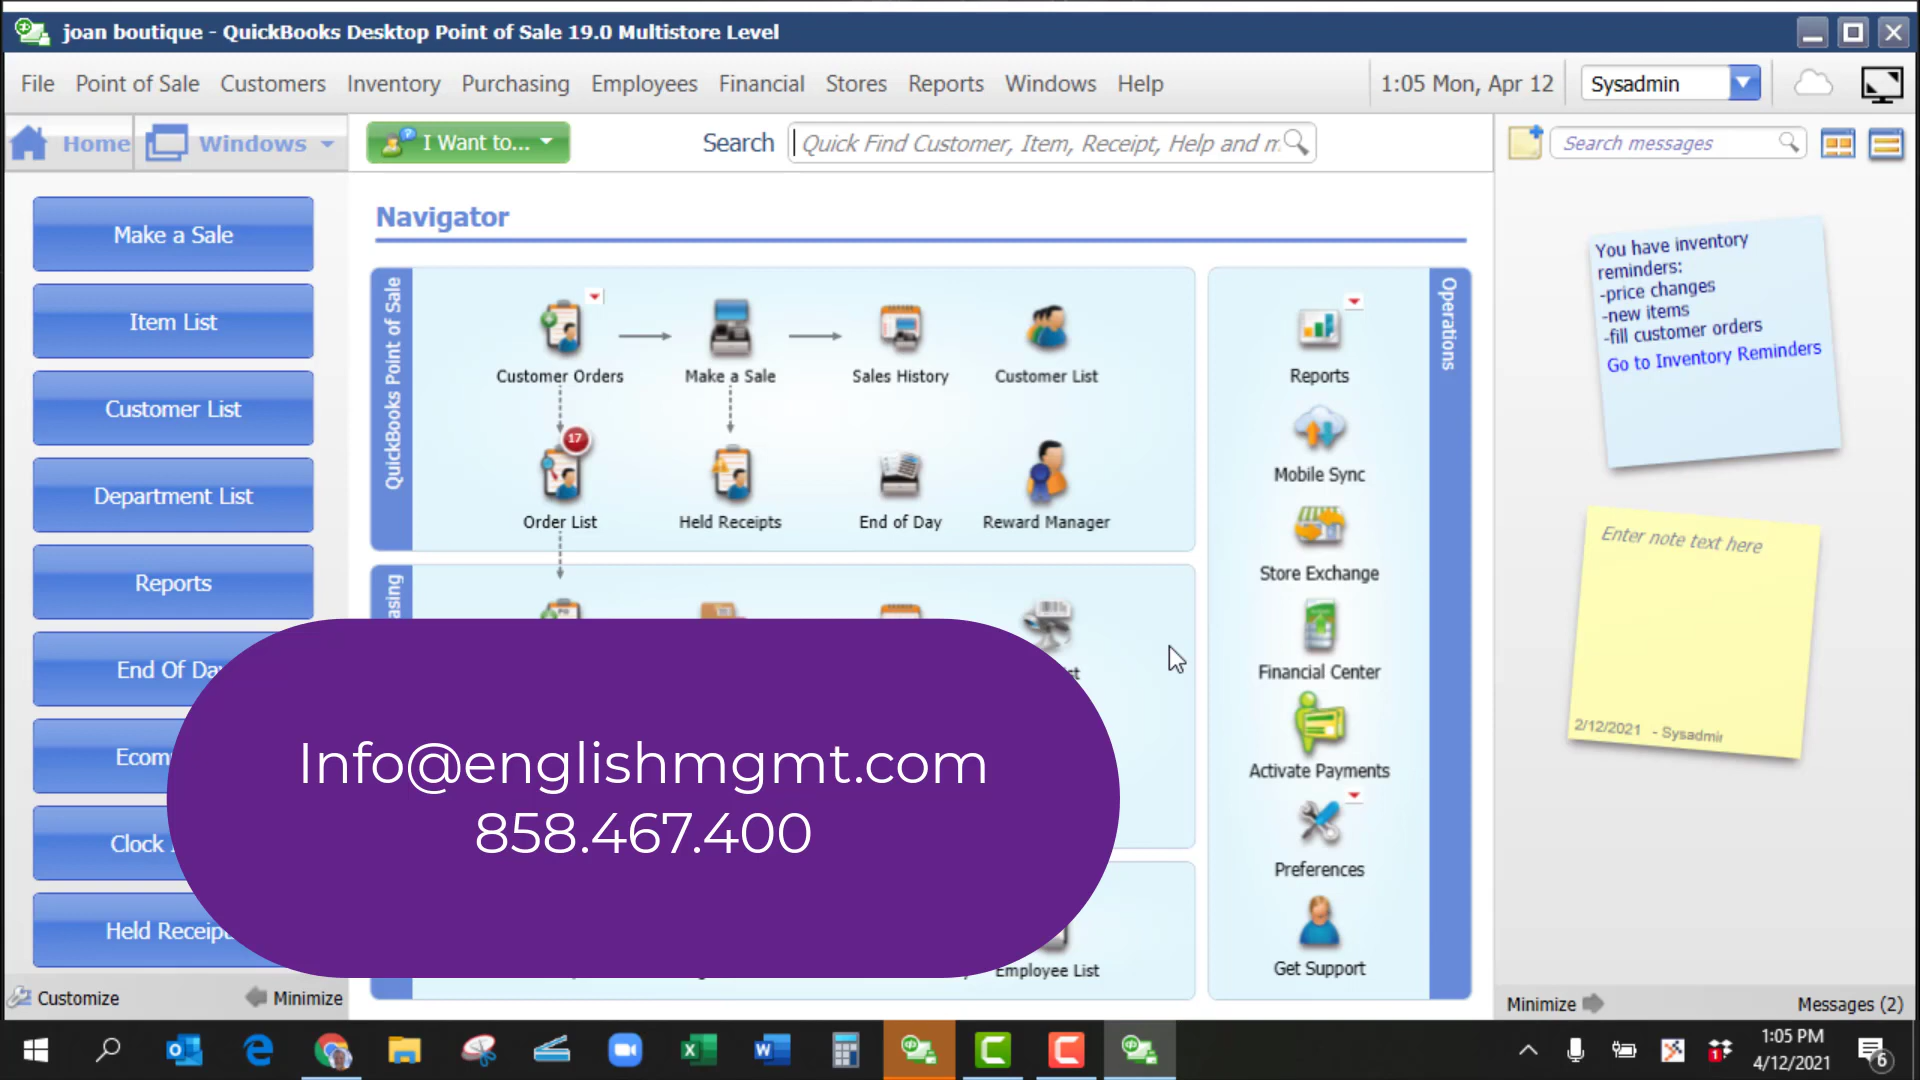 joan boutique - QuickBooks Desktop Point of Sale 19.0 Multistore Level
File Point of Sale Customers Inventory Purchasing Employees Financial Stores Reports Windows Help 1:05 Mon, Apr 12 Sysadmin
Home Windows I Want to... Search Quick Find Customer, Item, Receipt, Help and m Search messages
Make a Sale
Item List
Customer List
Department List
Reports
End Of Da
Ecom
Clock
Held Receip
Customize Minimize
Navigator
QuickBooks Point of Sale
Customer Orders Make a Sale Sales History Customer List
17
Order List Held Receipts End of Day Reward Manager
asing
PO
st
Employee List
Operations
Reports
Mobile Sync
Store Exchange
Financial Center
Activate Payments
Preferences
Get Support
You have inventory
reminders:
-price changes
-new items
-fill customer orders
Go to Inventory Reminders
Enter note text here
2/12/2021 - Sysadmir
Minimize Messages (2)
Info@englishmgmt.com
858.467.400
1:05 PM
4/12/2021
6
1